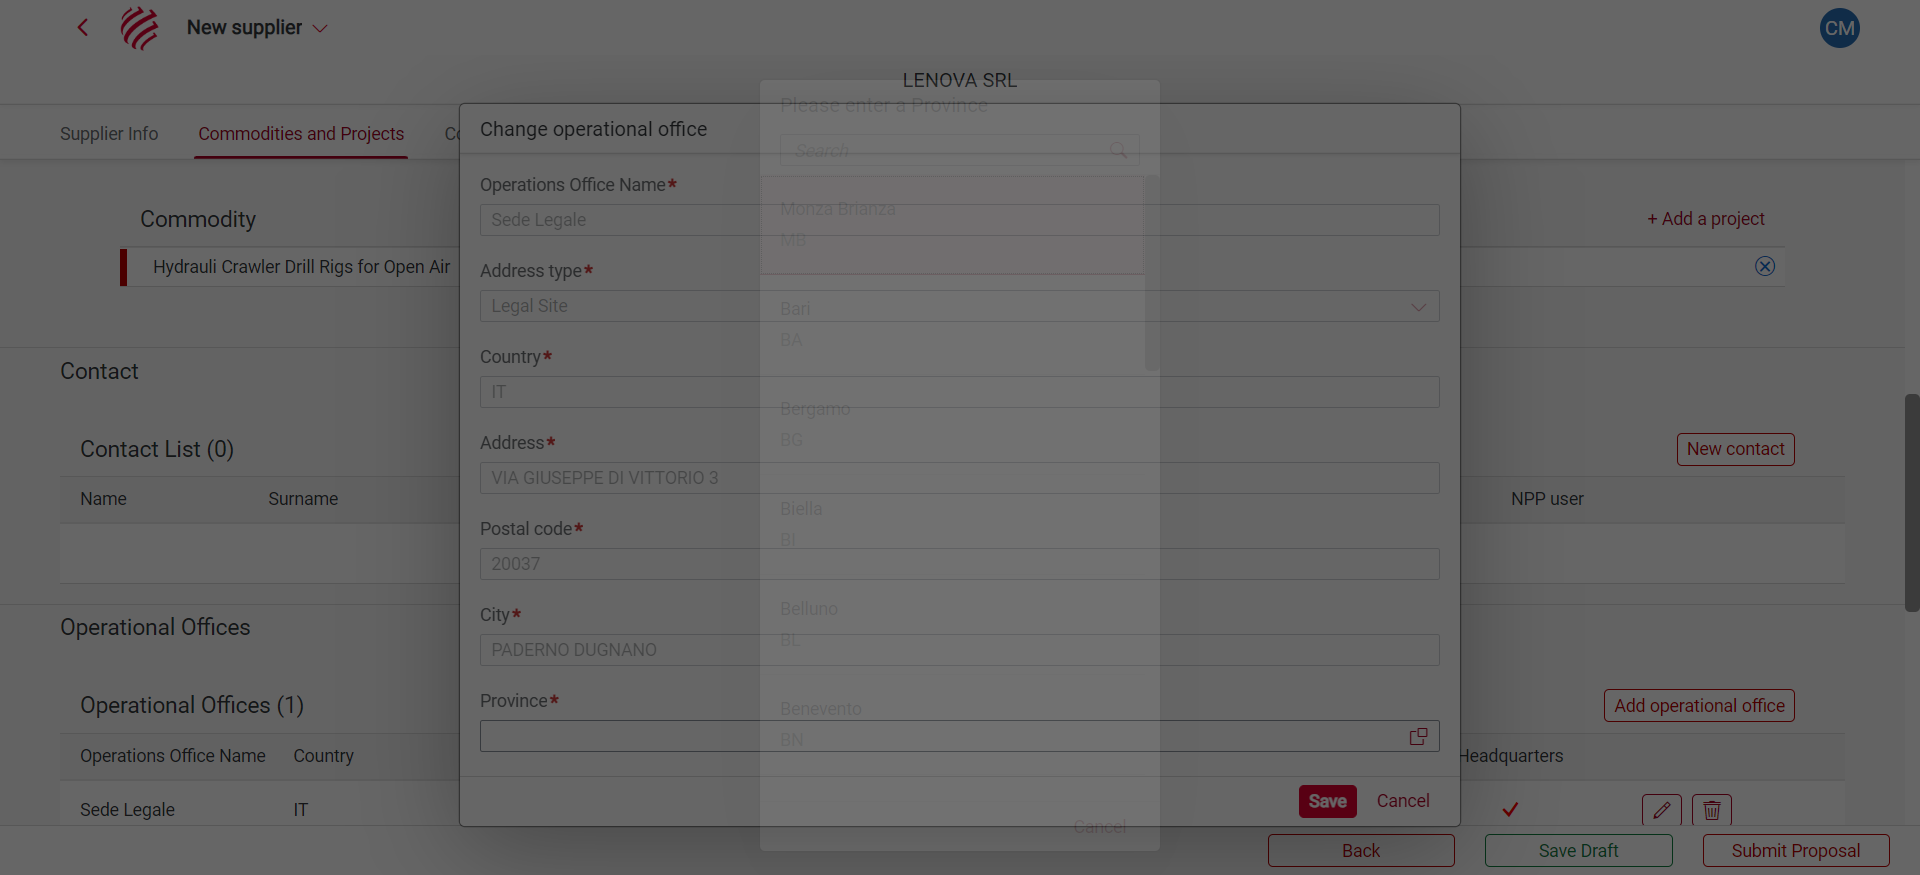 New supplier
CM
LENOVA SRL
Supplier Info
Commodities and Projects
Co
Commodity
+ Add a project
Hydrauli Crawler Drill Rigs for Open Air
Contact
Contact List (0)
New contact
Name
Surname
NPP user
Operational Offices
Operational Offices (1)
Add operational office
Operations Office Name
Country
Headquarters
Sede Legale
IT
Change operational office
Operations Office Name*
Sede Legale
Address type*
Legal Site
Country*
IT
Address*
VIA GIUSEPPE DI VITTORIO 3
Postal code*
20037
City*
PADERNO DUGNANO
Province*
Save
Cancel
Please enter a Province
Search
Monza Brianza
MB
Bari
BA
Bergamo
BG
Biella
BI
Belluno
BL
Benevento
BN
Cancel
Back
Save Draft
Submit Proposal